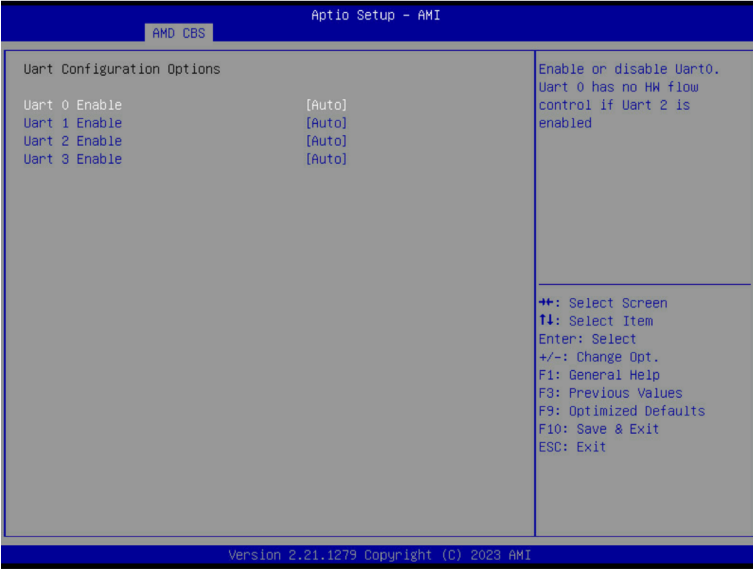 Aptio Setup – AMI
AMD CBS
Uart Configuration Options
Uart 0 Enable [Auto]
Uart 1 Enable [Auto]
Uart 2 Enable [Auto]
Uart 3 Enable [Auto]
Enable or disable Uart0.
Uart 0 has no HW flow
control if Uart 2 is
enabled
→←: Select Screen
↑↓: Select Item
Enter: Select
+/-: Change Opt.
F1: General Help
F3: Previous Values
F9: Optimized Defaults
F10: Save & Exit
ESC: Exit
Version 2.21.1279 Copyright (C) 2023 AMI